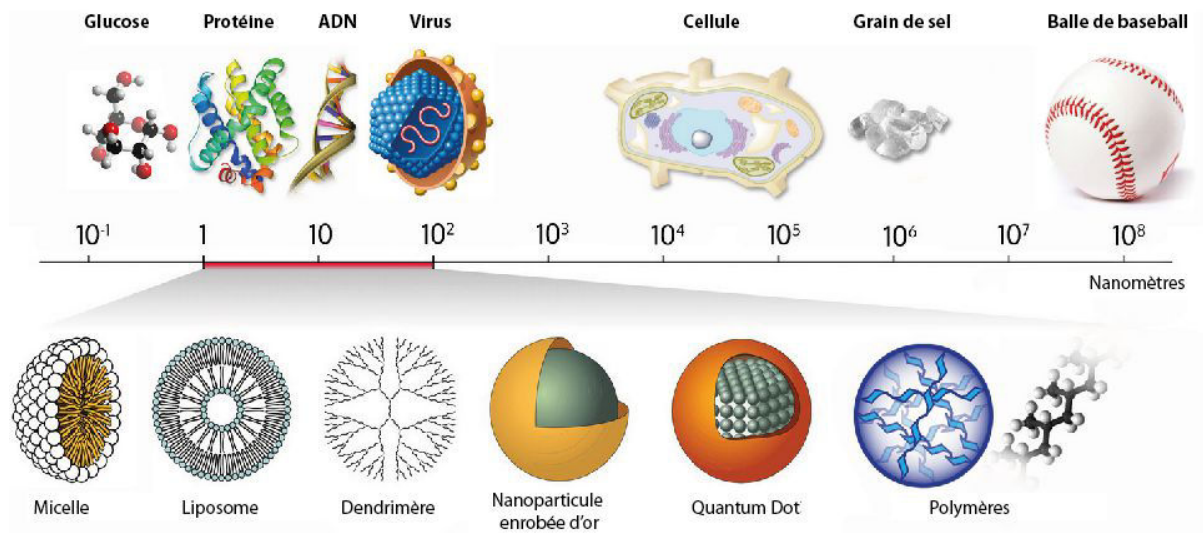 Glucose Protéine ADN Virus Cellule Grain de sel Balle de baseball
10⁻¹ 1 10 10² 10³ 10⁴ 10⁵ 10⁶ 10⁷ 10⁸
Nanomètres
Micelle Liposome Dendrimère Nanoparticule enrobée d'or Quantum Dot Polymères